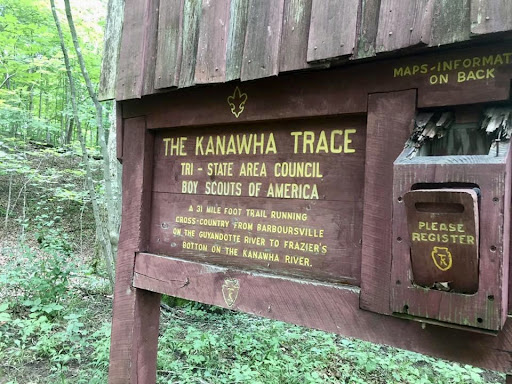 MAPS-INFORMATION
ON BACK
THE KANAWHA TRACE
TRI - STATE AREA COUNCIL
BOY SCOUTS OF AMERICA
A 31 MILE FOOT TRAIL RUNNING
CROSS-COUNTRY FROM BARBOURSVILLE
ON THE GUYANDOTTE RIVER TO FRAZIER'S
BOTTOM ON THE KANAWHA RIVER.
PLEASE
REGISTER